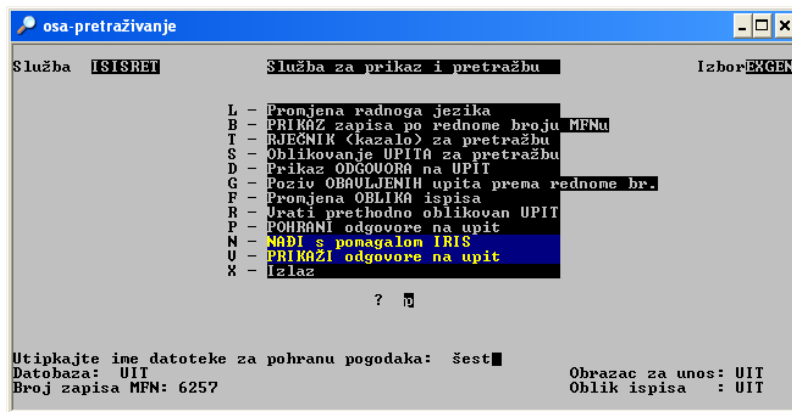 osa-pretraživanje
Služba ISISRET Služba za prikaz i pretražbu IzborEXGEN
L - Promjena radnoga jezika
B - PRIKAZ zapisa po rednome broju MFNu
T - RJEČNIK (kazalo) za pretražbu
S - Oblikovanje UPITA za pretražbu
D - Prikaz ODGOVORA na UPIT
G - Poziv OBAVLJENIH upita prema rednome br.
F - Promjena OBLIKA ispisa
R - Vrati prethodno oblikovan UPIT
P - POHRANI odgovore na upit
N - NAĐI s pomagalom IRIS
V - PRIKAŽI odgovore na upit
X - Izlaz
? p
Utipkajte ime datoteke za pohranu pogodaka: šest
Databaza: UIT Obrazac za unos: UIT
Broj zapisa MFN: 6257 Oblik ispisa : UIT